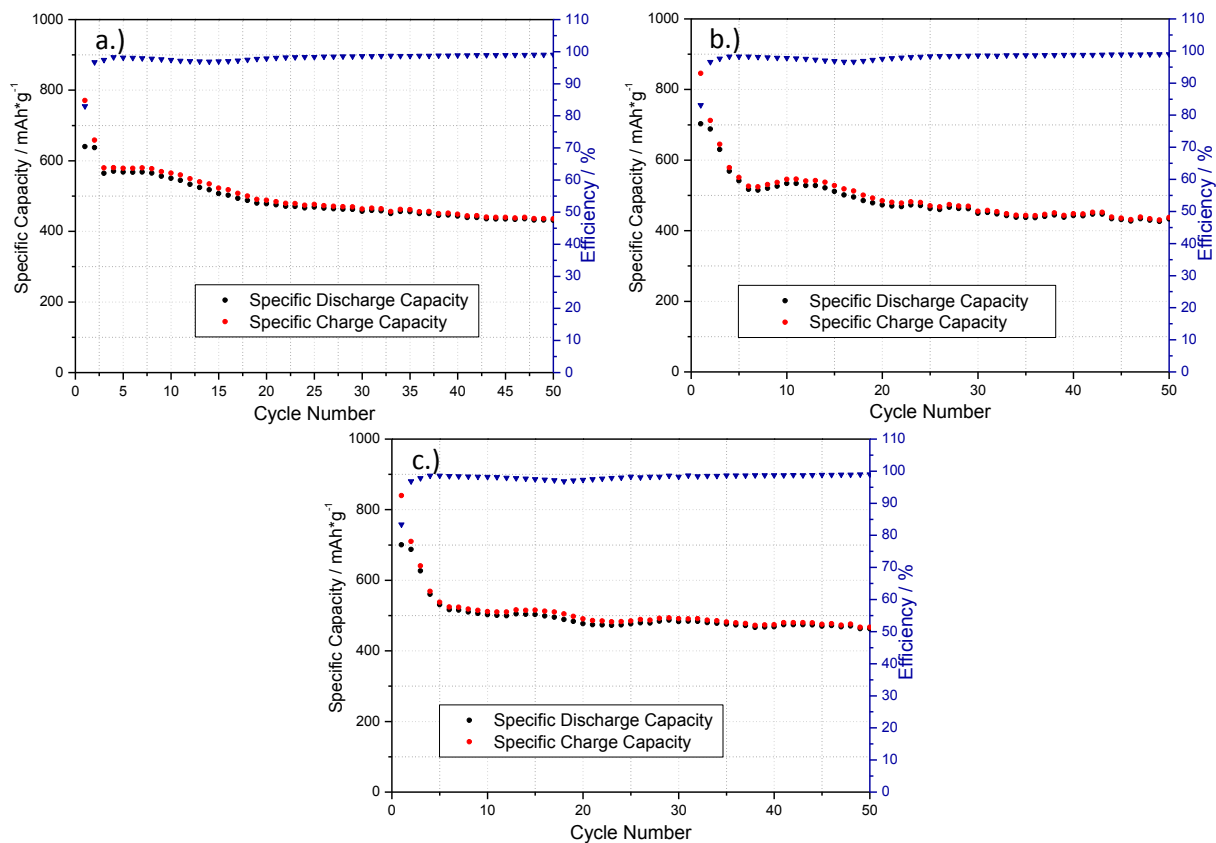 a.)
1000
800
600
400
200
0
Specific Capacity / mAh*g-1
110
100
90
80
70
60
50
40
30
20
10
0
Efficiency / %
Specific Discharge Capacity
Specific Charge Capacity
0 5 10 15 20 25 30 35 40 45 50
Cycle Number
b.)
1000
800
600
400
200
0
Specific Capacity / mAh*g-1
110
100
90
80
70
60
50
40
30
20
10
0
Efficiency / %
Specific Discharge Capacity
Specific Charge Capacity
0 10 20 30 40 50
Cycle Number
c.)
1000
800
600
400
200
0
Specific Capacity / mAh*g-1
110
100
90
80
70
60
50
40
30
20
10
0
Efficiency / %
Specific Discharge Capacity
Specific Charge Capacity
0 10 20 30 40 50
Cycle Number